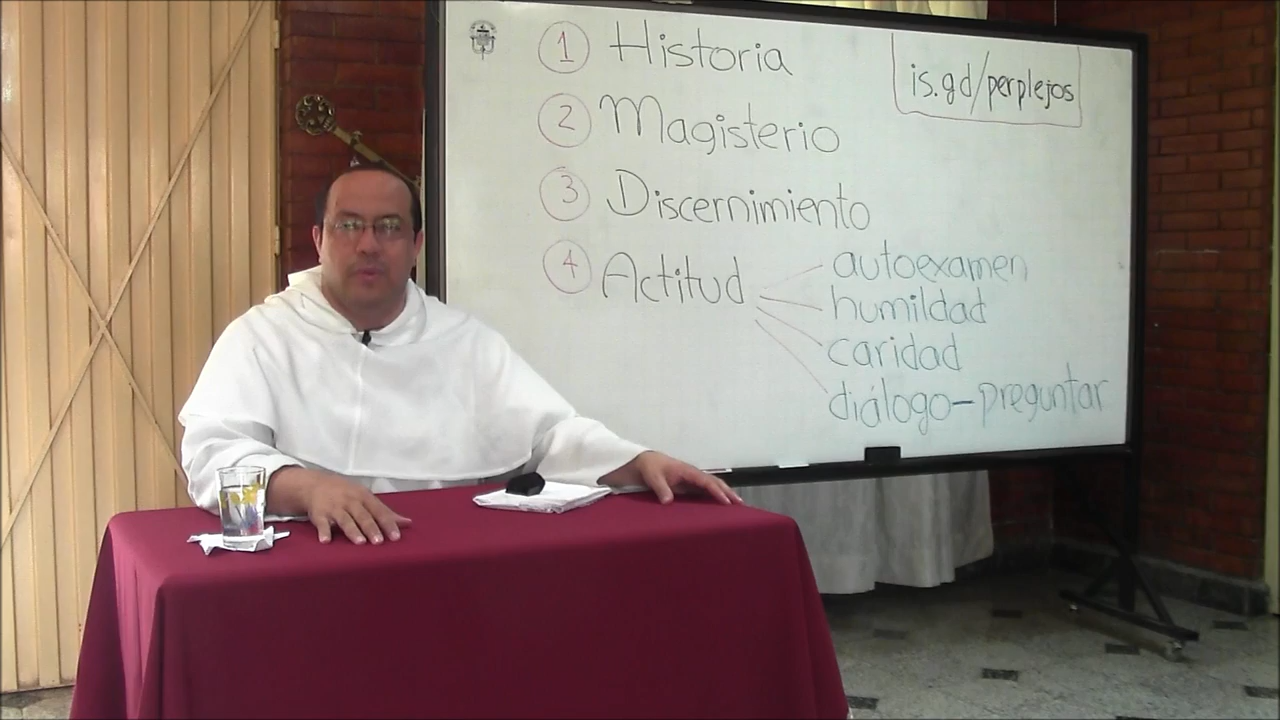 1 Historia
is.gd/perplejos
2 Magisterio
3 Discernimiento
4 Actitud
autoexamen
humildad
caridad
diálogo-preguntar